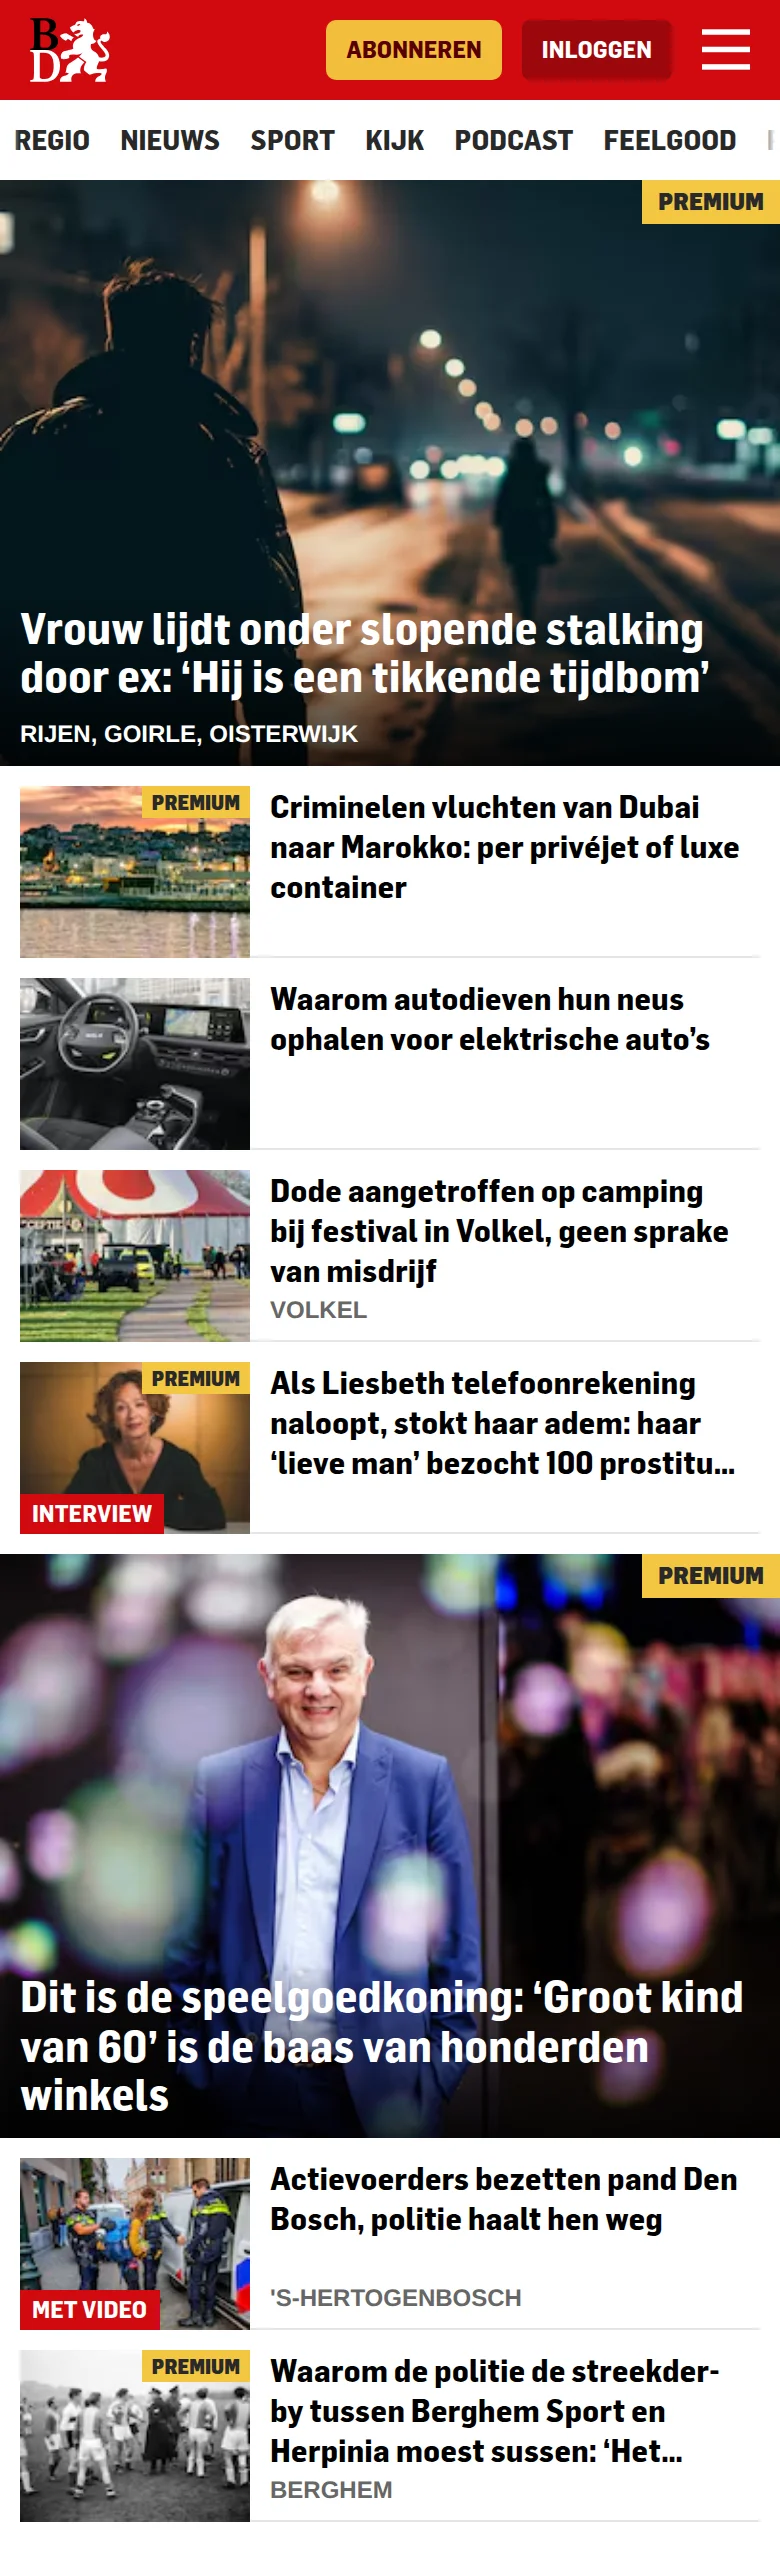 BD
ABONNEREN
INLOGGEN
REGIO NIEUWS SPORT KIJK PODCAST FEELGOOD
PREMIUM
Vrouw lijdt onder slopende stalking
door ex: ‘Hij is een tikkende tijdbom’
RIJEN, GOIRLE, OISTERWIJK
PREMIUM
Criminelen vluchten van Dubai
naar Marokko: per privéjet of luxe
container
Waarom autodieven hun neus
ophalen voor elektrische auto’s
Dode aangetroffen op camping
bij festival in Volkel, geen sprake
van misdrijf
VOLKEL
PREMIUM
INTERVIEW
Als Liesbeth telefoonrekening
naloopt, stokt haar adem: haar
‘lieve man’ bezocht 100 prostitu...
PREMIUM
Dit is de speelgoedkoning: ‘Groot kind
van 60’ is de baas van honderden
winkels
MET VIDEO
Actievoerders bezetten pand Den
Bosch, politie haalt hen weg
'S-HERTOGENBOSCH
PREMIUM
Waarom de politie de streekder-
by tussen Berghem Sport en
Herpinia moest sussen: ‘Het...
BERGHEM